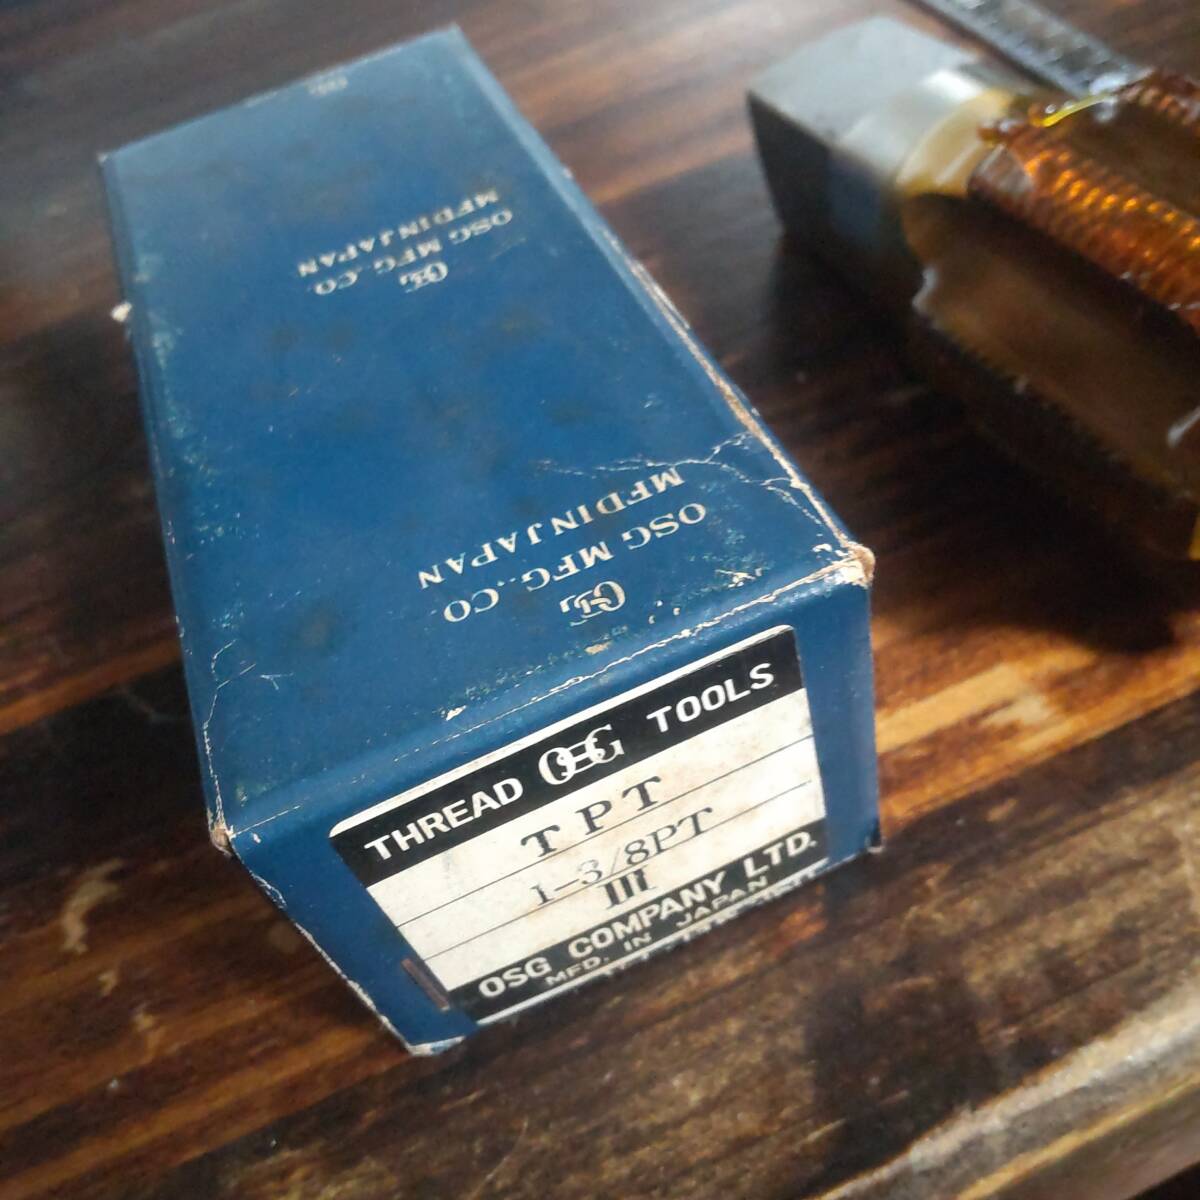 OSG MFG.,CO
MFDINJAPAN
OSG MFG.,CO
MFDINJAPAN
THREAD OSG TOOLS
TPT
1-3/8PT
III
OSG COMPANY LTD.
MFD. IN JAPAN